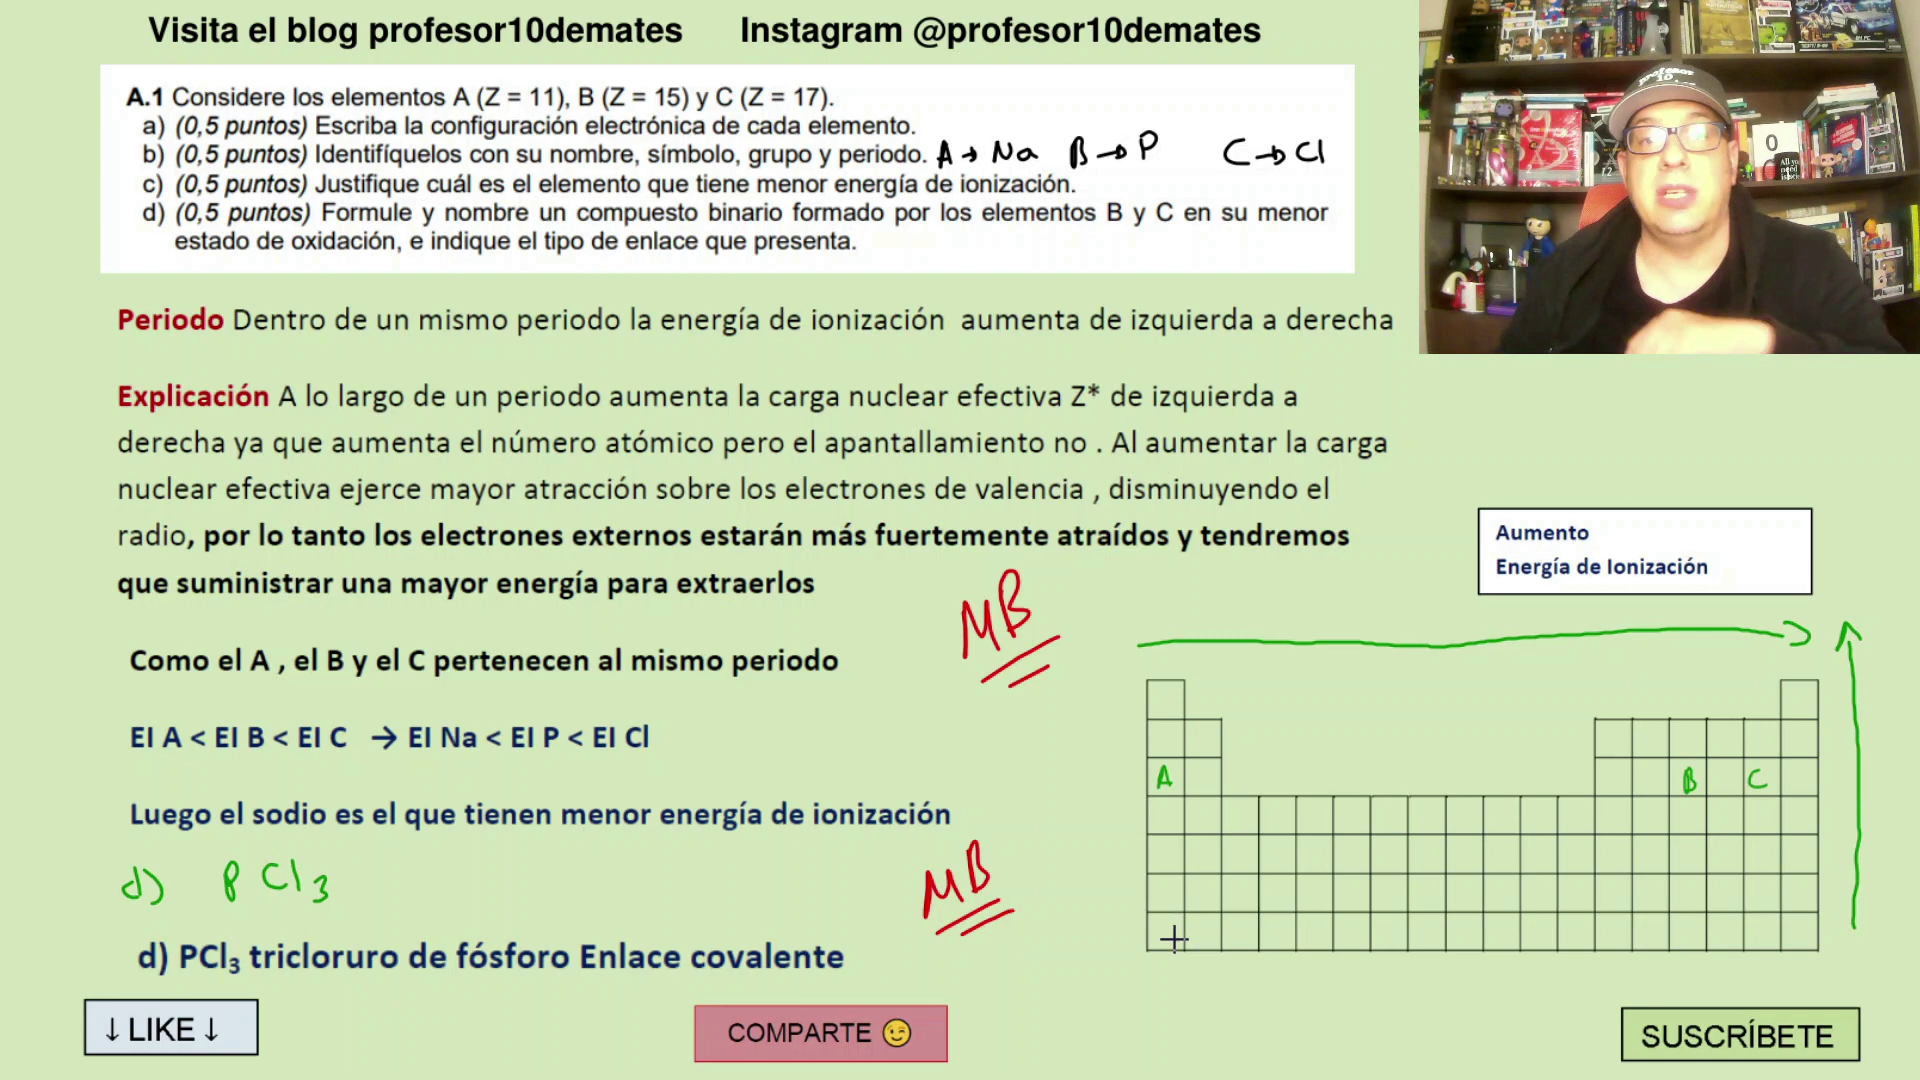 Visita el blog profesor10demates Instagram @profesor10demates
A.1 Considere los elementos A (Z = 11), B (Z = 15) y C (Z = 17).
a) (0,5 puntos) Escriba la configuración electrónica de cada elemento.
b) (0,5 puntos) Identifíquelos con su nombre, símbolo, grupo y periodo. A → Na B → P C → Cl
c) (0,5 puntos) Justifique cuál es el elemento que tiene menor energía de ionización.
d) (0,5 puntos) Formule y nombre un compuesto binario formado por los elementos B y C en su menor
estado de oxidación, e indique el tipo de enlace que presenta.
Periodo Dentro de un mismo periodo la energía de ionización aumenta de izquierda a derecha
Explicación A lo largo de un periodo aumenta la carga nuclear efectiva Z* de izquierda a
derecha ya que aumenta el número atómico pero el apantallamiento no . Al aumentar la carga
nuclear efectiva ejerce mayor atracción sobre los electrones de valencia , disminuyendo el
radio, por lo tanto los electrones externos estarán más fuertemente atraídos y tendremos
que suministrar una mayor energía para extraerlos
MB
Aumento
Energía de Ionización
Como el A , el B y el C pertenecen al mismo periodo
EI A < EI B < EI C → EI Na < EI P < EI Cl
A B C
Luego el sodio es el que tienen menor energía de ionización
d) PCl3
MB
d) PCl₃ tricloruro de fósforo Enlace covalente
↓ LIKE ↓
COMPARTE 😉
SUSCRÍBETE